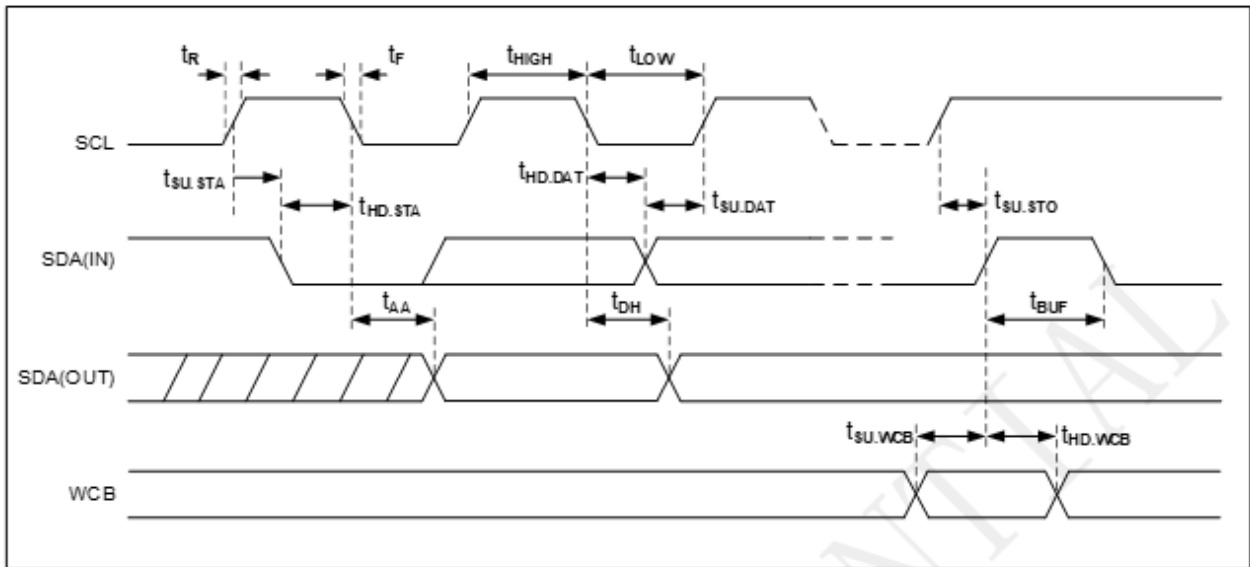 tR tF tHIGH tLOW
SCL
tSU.STA tHD.STA tHD.DAT tSU.DAT tSU.STO
SDA(IN)
tAA tDH tBUF
SDA(OUT)
tSU.WCB tHD.WCB
WCB
NTIAL